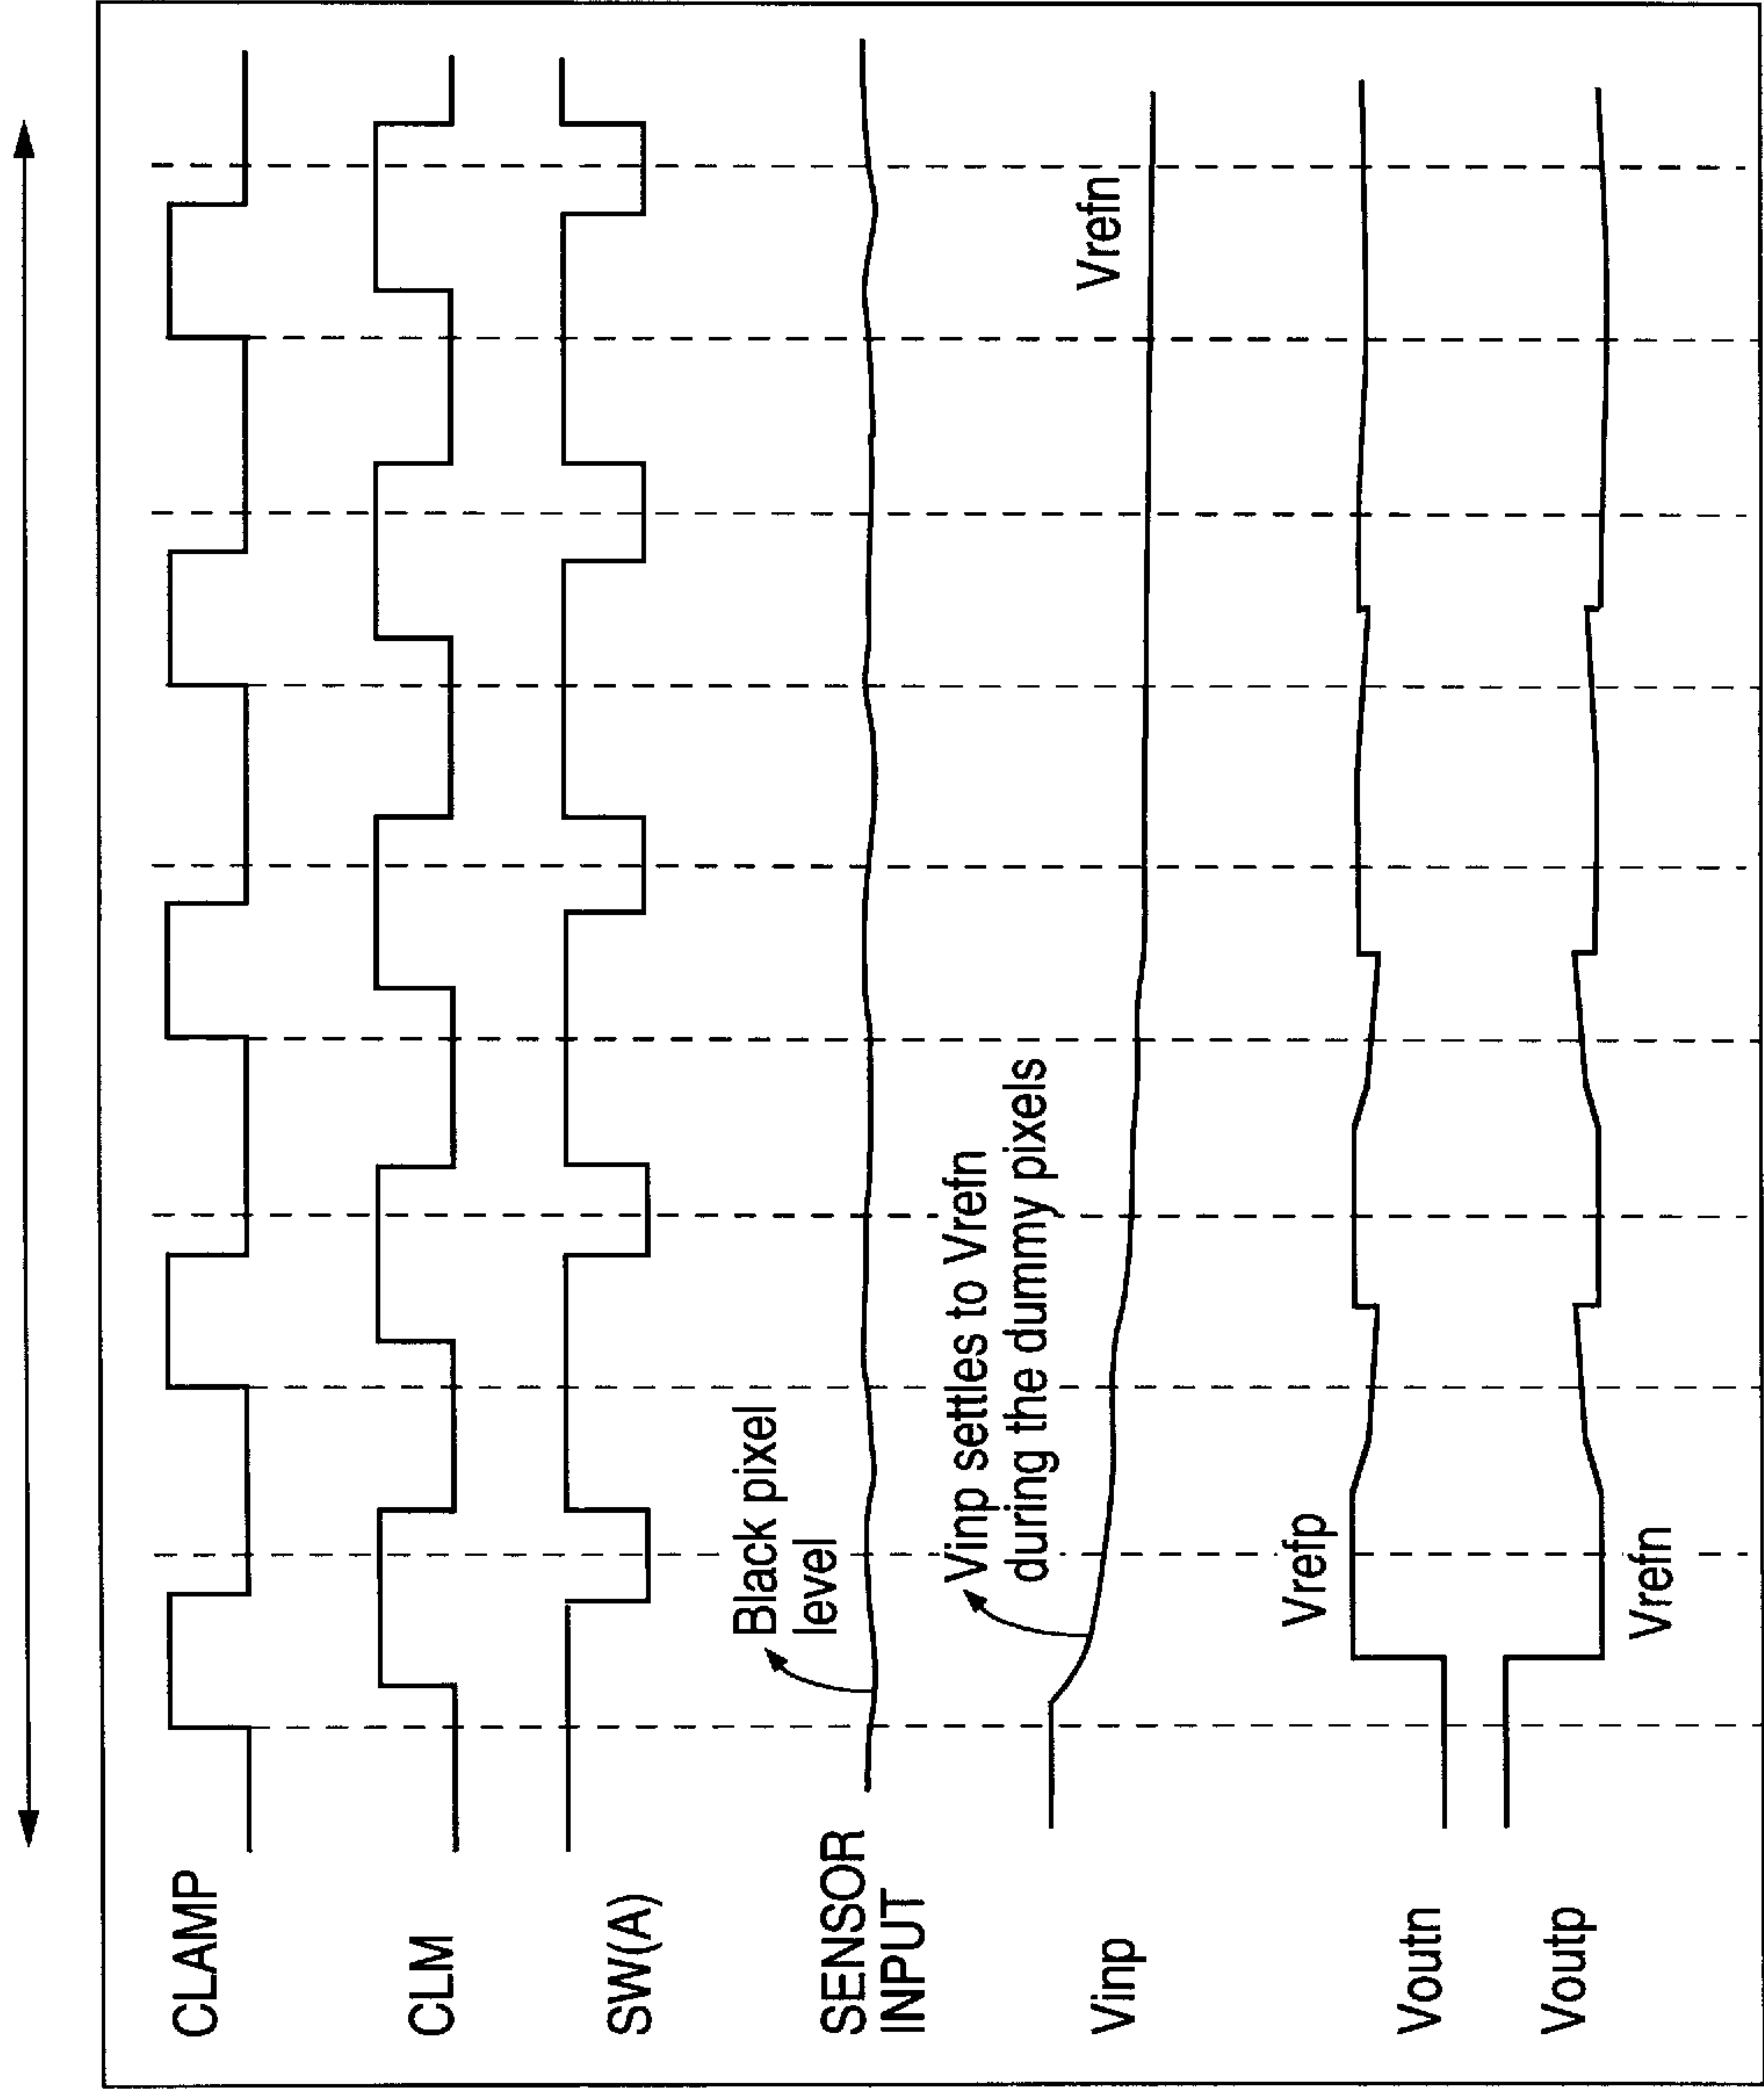 CLAMP
CLM
SW(A)
SENSOR
INPUT
Black pixel
level
Vinp
Vinp settles to Vrefn
during the dummy pixels
Vrefn
Voutn
Vrefp
Voutp
Vrefn